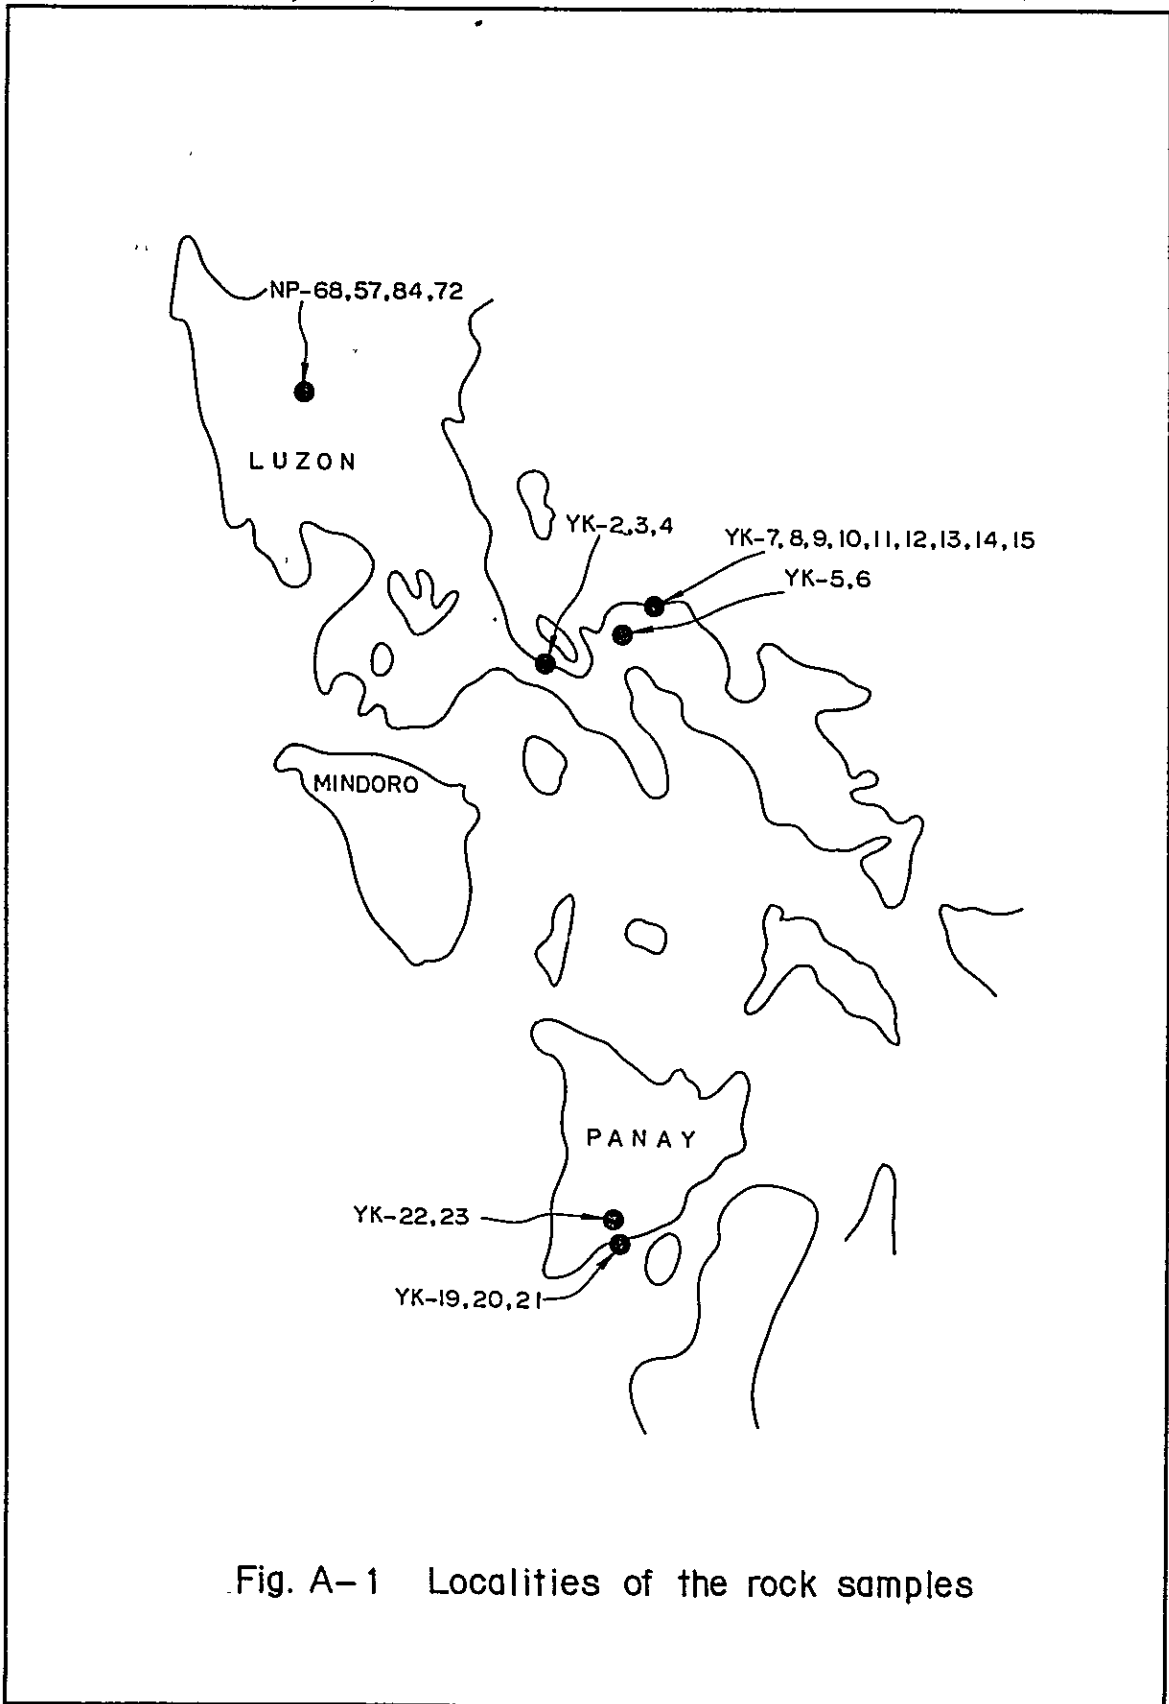 NP-68,57,84,72
LUZON
YK-2,3,4
YK-7,8,9,10,11,12,13,14,15
YK-5,6
MINDORO
PANAY
YK-22,23
YK-19,20,21
Fig. A-1 Localities of the rock samples